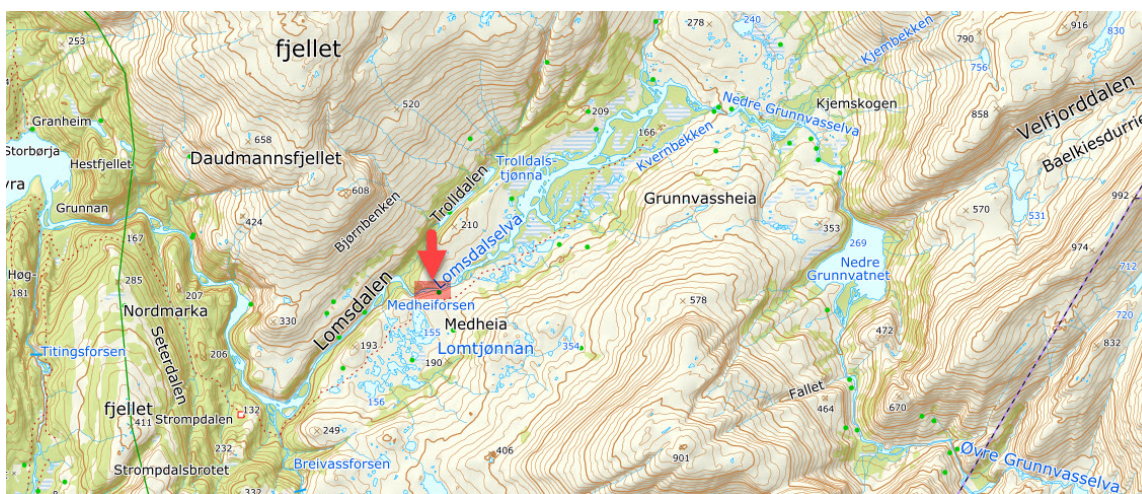 278
240
Kjembekken
790
916
830
253
fjellet
756
520
209
Nedre Grunnvasselva
Kjemskogen
858
Velfjorddalen
Granheim
658
166
Kvernbekken
Baelkiesdurrie
Storbørja
Hestfjellet
Daudmannsfjellet
Trolldals-
tjønna
608
Trolldalen
Grunnvassheia
992
712
Grunnan
424
Bjørnbenken
210
570
531
353
167
Lomsdalselva
269
Nedre
Grunnvatnet
974
712
Høg-
181
285
207
Nordmarka
Lomsdalen
Medheiforsen
578
720
330
155
Medheia
Seterdalen
193
Lomtjønnan
354
472
832
Titingsforsen
206
190
156
Fallet
fjellet
411
132
Strompdalen
464
670
249
232
406
901
Strompdalsbrotet
Breivassforsen
332
Øvre Grunnvasselva